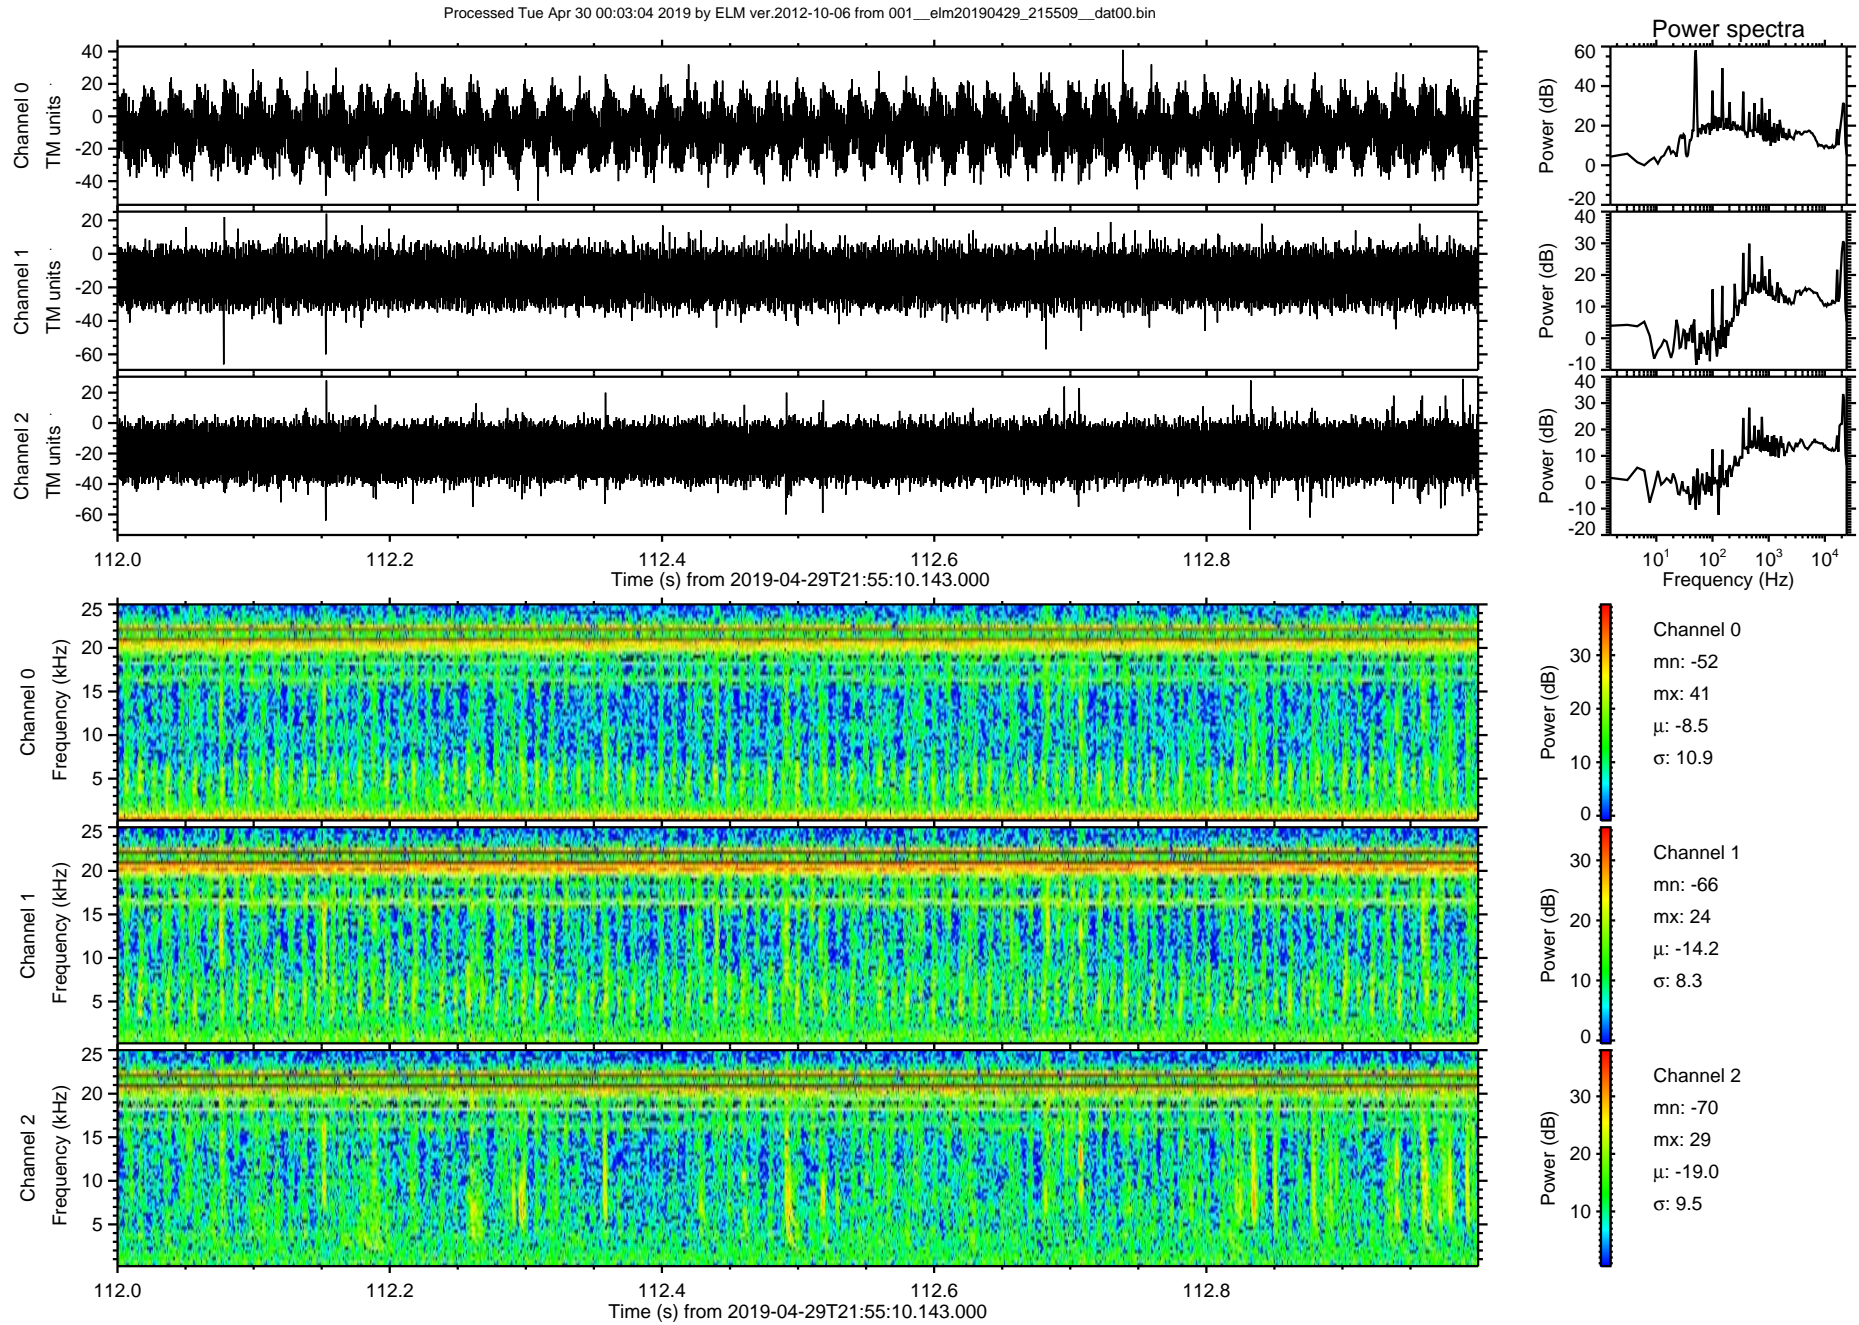 Processed Tue Apr 30 00:03:04 2019 by ELM ver.2012-10-06 from 001__elm20190429_215509__dat00.bin
Power spectra
Channel 0
TM units
40
20
0
-20
-40
Power (dB)
60
40
20
0
-20
Channel 1
TM units
20
0
-20
-40
-60
Power (dB)
40
30
20
10
0
-10
Channel 2
TM units
20
0
-20
-40
-60
Power (dB)
40
30
20
10
0
-10
-20
112.0 112.2 112.4 112.6 112.8
Time (s) from 2019-04-29T21:55:10.143.000
10^1 10^2 10^3 10^4
Frequency (Hz)
Channel 0
Frequency (kHz)
25
20
15
10
5
Power (dB)
30
20
10
0
Channel 0
mn: -52
mx: 41
μ: -8.5
σ: 10.9
Channel 1
Frequency (kHz)
25
20
15
10
5
Power (dB)
30
20
10
0
Channel 1
mn: -66
mx: 24
μ: -14.2
σ: 8.3
Channel 2
Frequency (kHz)
25
20
15
10
5
Power (dB)
30
20
10
Channel 2
mn: -70
mx: 29
μ: -19.0
σ: 9.5
112.0 112.2 112.4 112.6 112.8
Time (s) from 2019-04-29T21:55:10.143.000